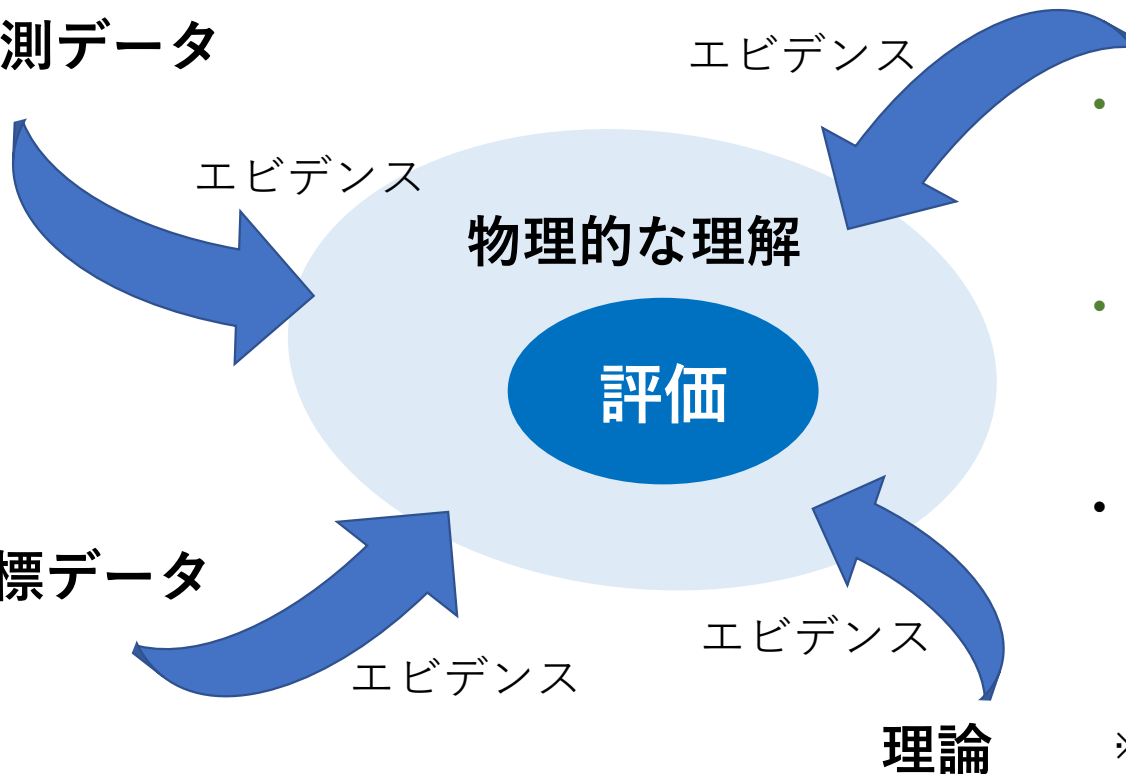 測データ
エビデンス
エビデンス
物理的な理解
評価
標データ
エビデンス
エビデンス
理論
※